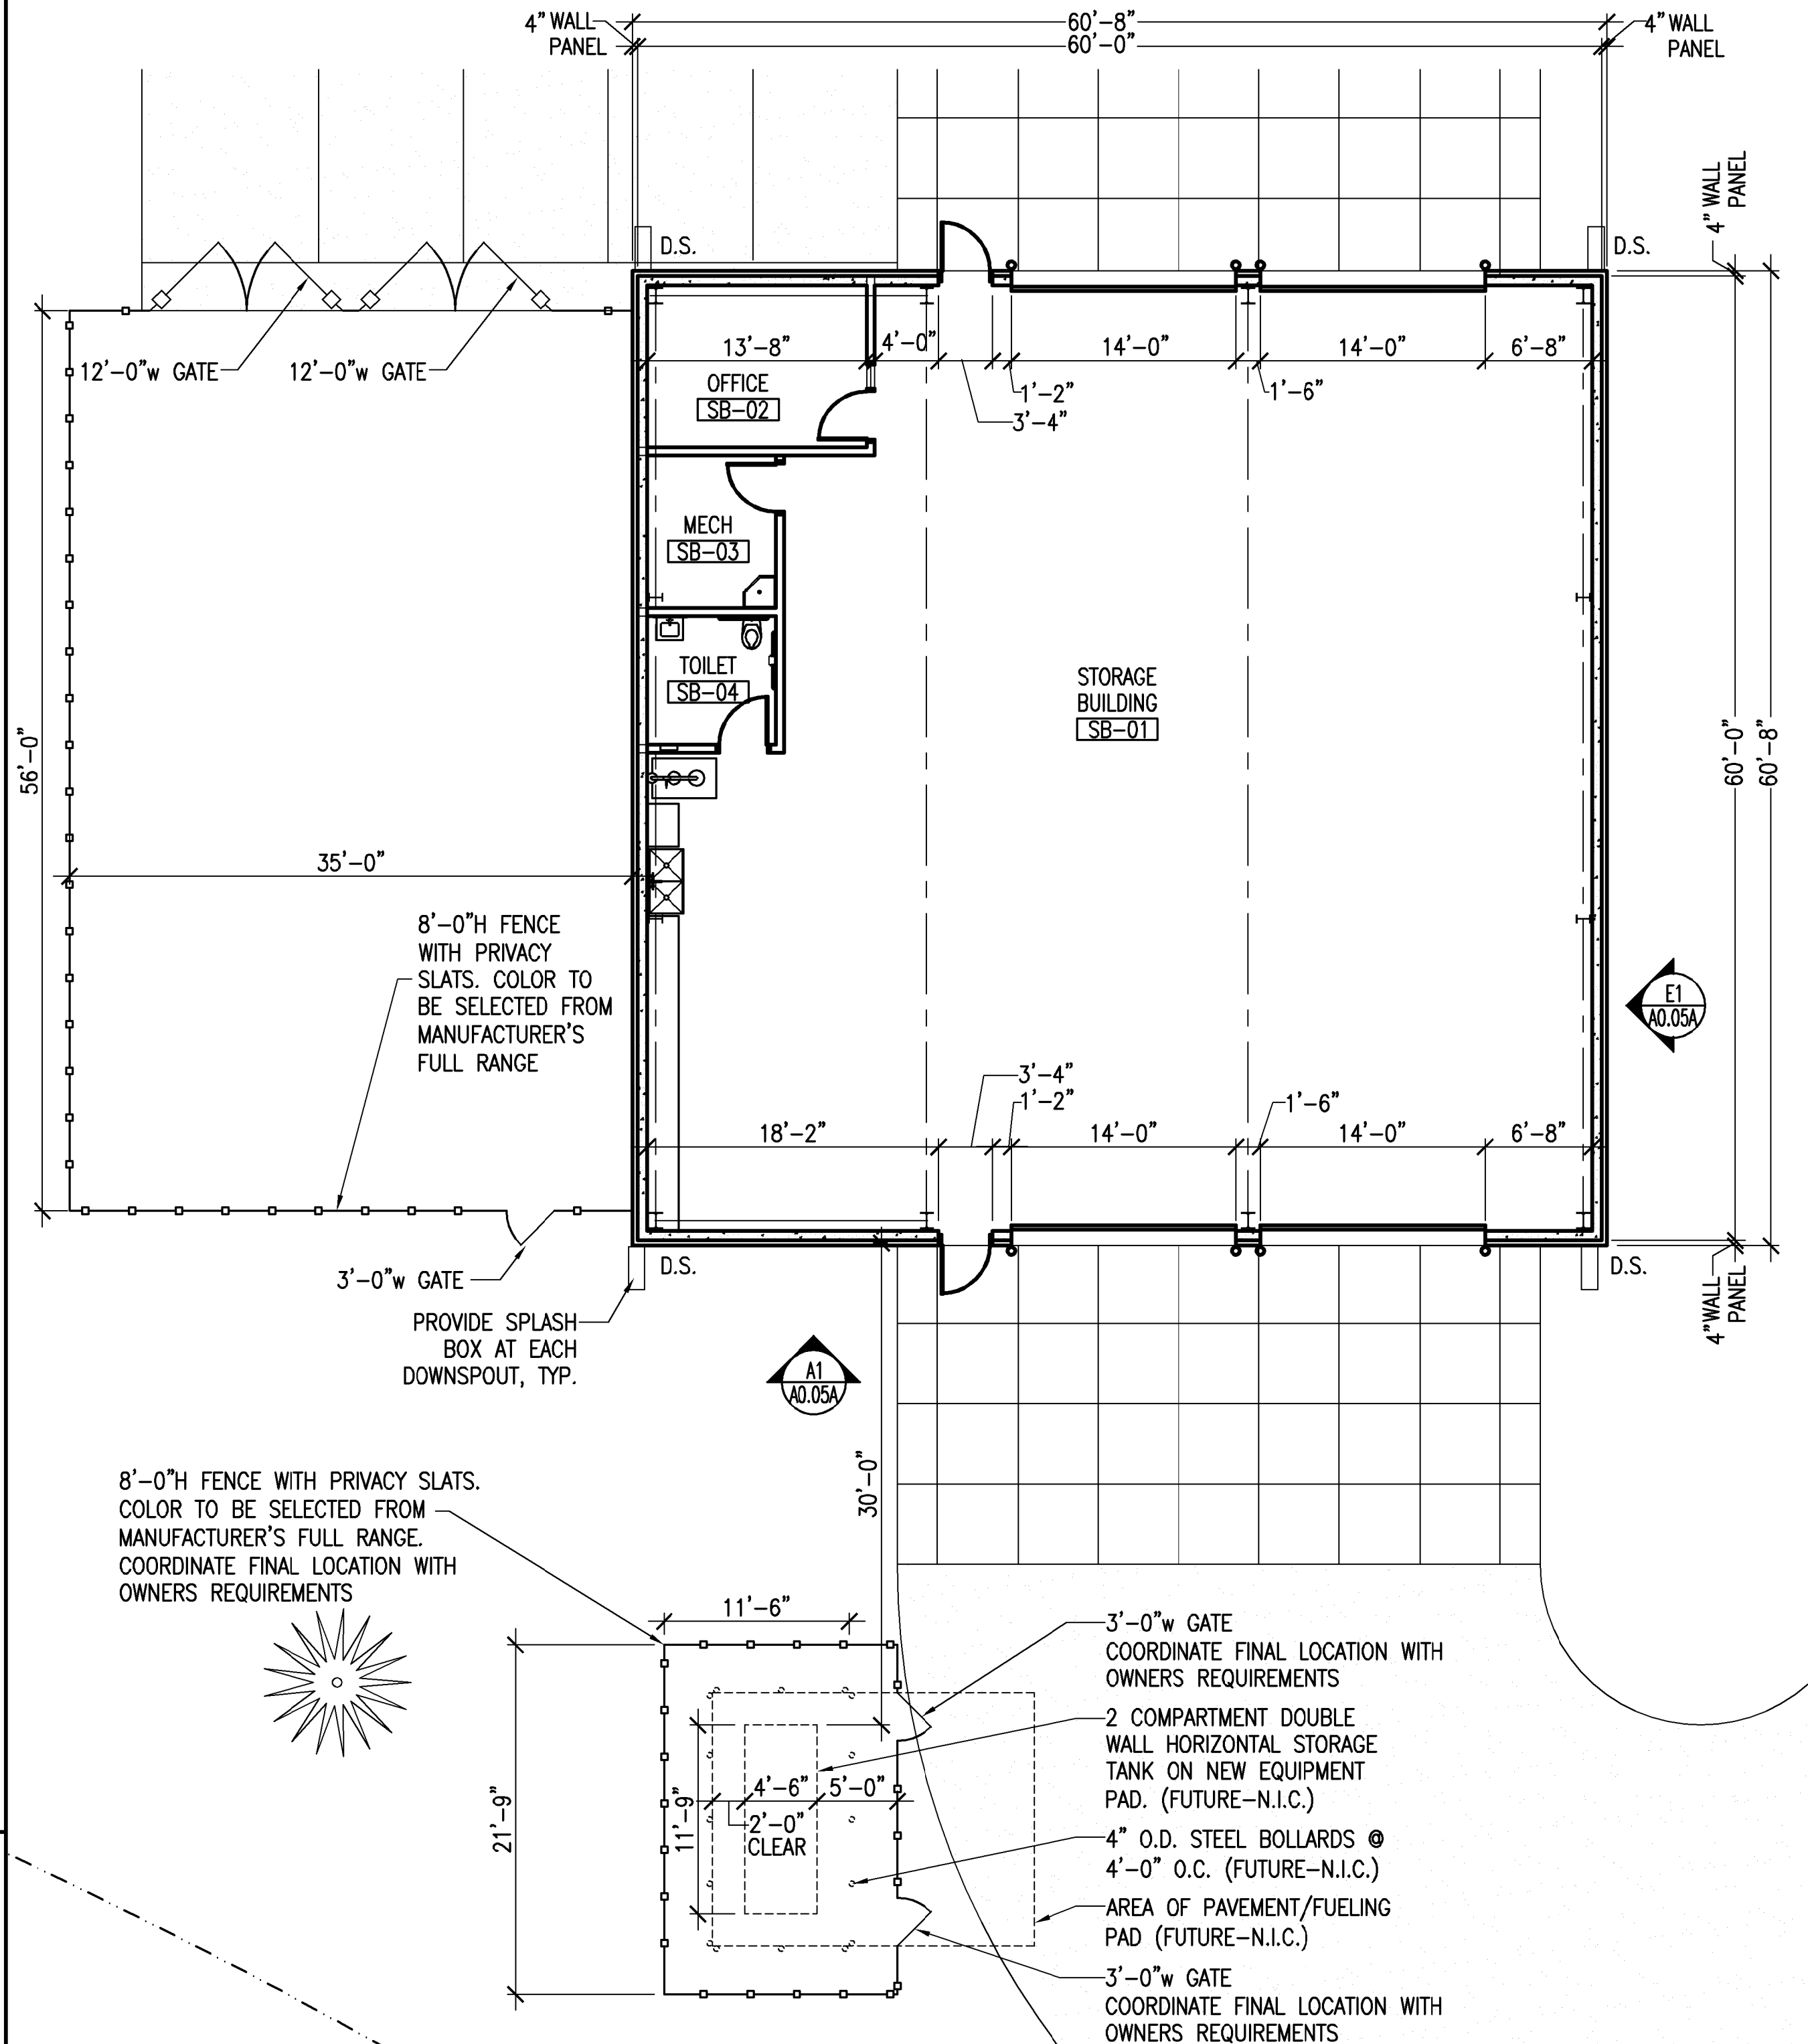 4" WALL
PANEL
60'-8"
60'-0"
4" WALL
PANEL
4" WALL
PANEL
D.S.
D.S.
12'-0"w GATE
12'-0"w GATE
13'-8"
4'-0"
14'-0"
14'-0"
6'-8"
1'-2"
3'-4"
1'-6"
OFFICE
SB-02
MECH
SB-03
TOILET
SB-04
STORAGE
BUILDING
SB-01
56'-0"
35'-0"
60'-0"
60'-8"
8'-0"H FENCE
WITH PRIVACY
SLATS. COLOR TO
BE SELECTED FROM
MANUFACTURER'S
FULL RANGE
E1
A0.05A
3'-4"
1'-2"
1'-6"
18'-2"
14'-0"
14'-0"
6'-8"
3'-0"w GATE
D.S.
D.S.
4"WALL
PANEL
PROVIDE SPLASH
BOX AT EACH
DOWNSPOUT, TYP.
A1
A0.05A
30'-0"
8'-0"H FENCE WITH PRIVACY SLATS.
COLOR TO BE SELECTED FROM
MANUFACTURER'S FULL RANGE.
COORDINATE FINAL LOCATION WITH
OWNERS REQUIREMENTS
11'-6"
21'-9"
11'-9"
4'-6"
5'-0"
2'-0"
CLEAR
3'-0"w GATE
COORDINATE FINAL LOCATION WITH
OWNERS REQUIREMENTS
2 COMPARTMENT DOUBLE
WALL HORIZONTAL STORAGE
TANK ON NEW EQUIPMENT
PAD. (FUTURE-N.I.C.)
4" O.D. STEEL BOLLARDS @
4'-0" O.C. (FUTURE-N.I.C.)
AREA OF PAVEMENT/FUELING
PAD (FUTURE-N.I.C.)
3'-0"w GATE
COORDINATE FINAL LOCATION WITH
OWNERS REQUIREMENTS